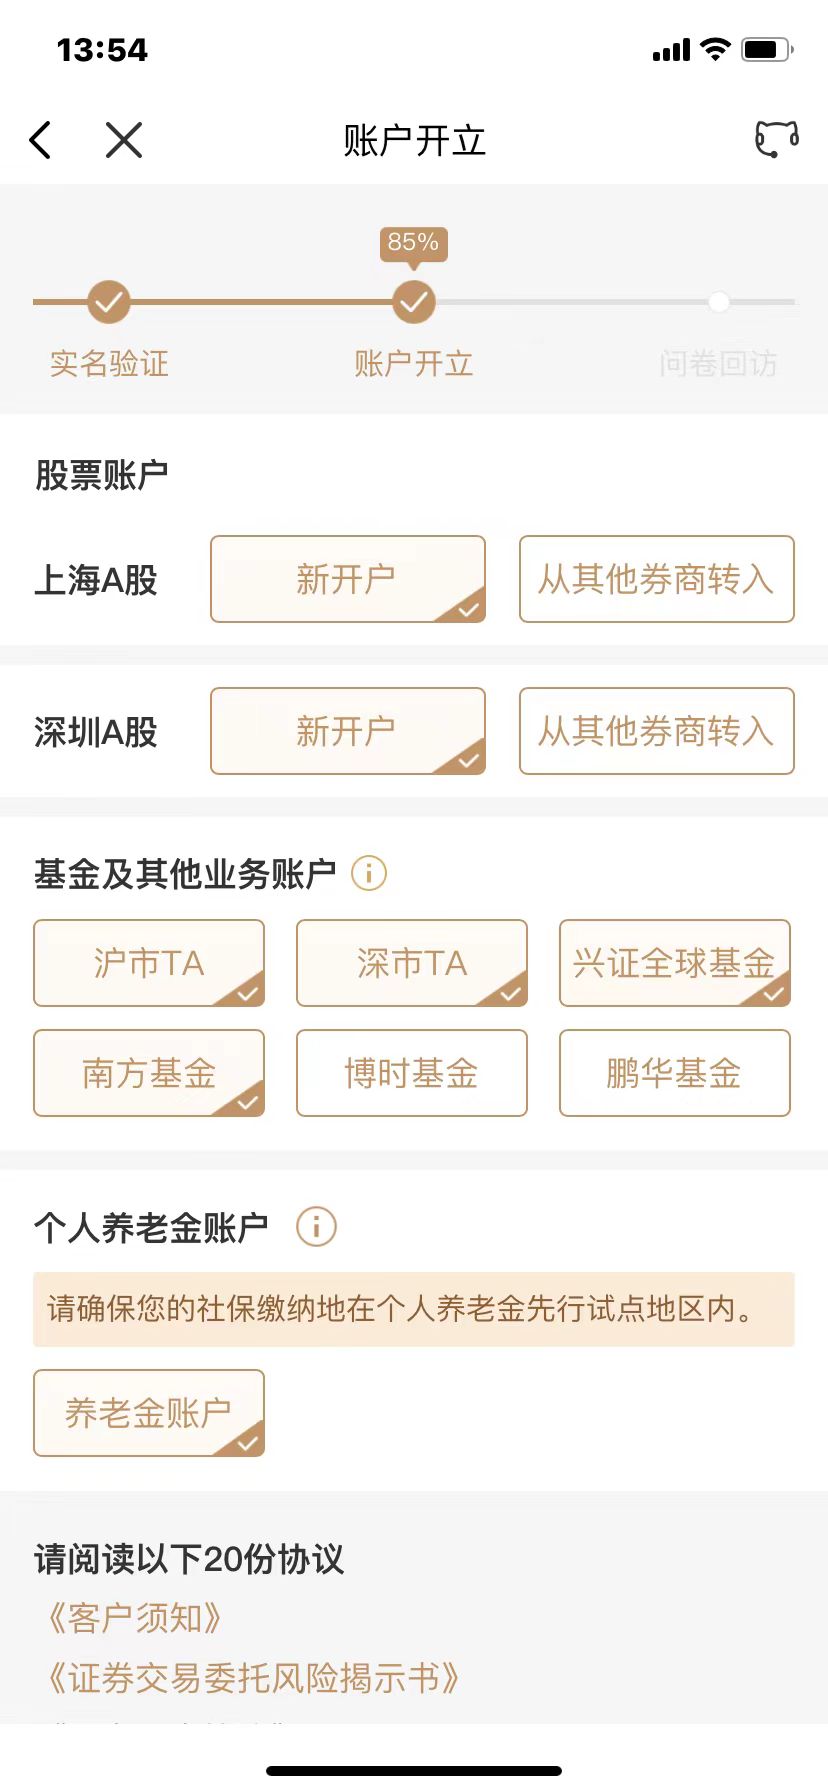 13:54
账户开立
85%
实名验证 账户开立 问卷回访
股票账户
上海A股 新开户 从其他券商转入
深圳A股 新开户 从其他券商转入
基金及其他业务账户
沪市TA 深市TA 兴证全球基金
南方基金 博时基金 鹏华基金
个人养老金账户
请确保您的社保缴纳地在个人养老金先行试点地区内。
养老金账户
请阅读以下20份协议
《客户须知》
《证券交易委托风险揭示书》